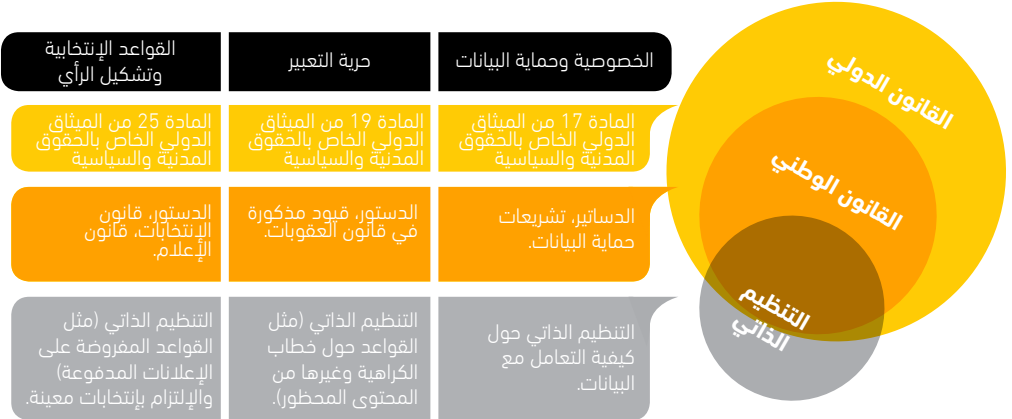 الخصوصية وحماية البيانات
حرية التعبير
القواعد الإنتخابية
وتشكيل الرأي
القانون الدولي
المادة 17 من الميثاق
الدولي الخاص بالحقوق
المدنية والسياسية
المادة 19 من الميثاق
الدولي الخاص بالحقوق
المدنية والسياسية
المادة 25 من الميثاق
الدولي الخاص بالحقوق
المدنية والسياسية
القانون الوطني
الدساتير، تشريعات
حماية البيانات.
الدستور، قيود مذكورة
في قانون العقوبات.
الدستور، قانون
الإنتخابات، قانون
الإعلام.
التنظيم
الذاتي
التنظيم الذاتي حول
كيفية التعامل مع
البيانات.
التنظيم الذاتي (مثل
القواعد حول خطاب
الكراهية وغيرها من
المحتوى المحظور).
التنظيم الذاتي (مثل
القواعد المفروضة على
الإعلانات المدفوعة)
والإلتزام بإنتخابات معينة.